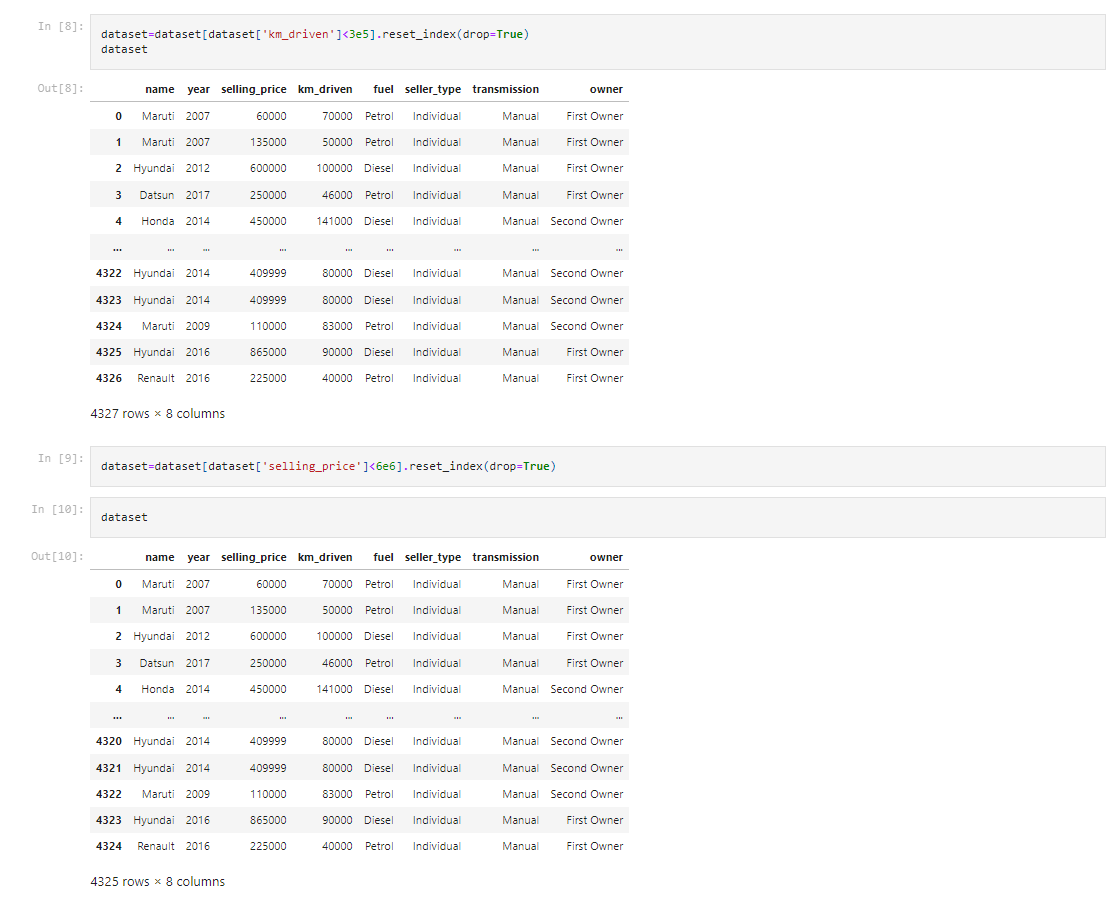 In [8]:
dataset=dataset[dataset['km_driven']<3e5].reset_index(drop=True)
dataset
Out[8]:
name year selling_price km_driven fuel seller_type transmission owner
0 Maruti 2007 60000 70000 Petrol Individual Manual First Owner
1 Maruti 2007 135000 50000 Petrol Individual Manual First Owner
2 Hyundai 2012 600000 100000 Diesel Individual Manual First Owner
3 Datsun 2017 250000 46000 Petrol Individual Manual First Owner
4 Honda 2014 450000 141000 Diesel Individual Manual Second Owner
... ... ... ... ... ... ... ... ...
4322 Hyundai 2014 409999 80000 Diesel Individual Manual Second Owner
4323 Hyundai 2014 409999 80000 Diesel Individual Manual Second Owner
4324 Maruti 2009 110000 83000 Petrol Individual Manual Second Owner
4325 Hyundai 2016 865000 90000 Diesel Individual Manual First Owner
4326 Renault 2016 225000 40000 Petrol Individual Manual First Owner
4327 rows × 8 columns
In [9]:
dataset=dataset[dataset['selling_price']<6e6].reset_index(drop=True)
In [10]:
dataset
Out[10]:
name year selling_price km_driven fuel seller_type transmission owner
0 Maruti 2007 60000 70000 Petrol Individual Manual First Owner
1 Maruti 2007 135000 50000 Petrol Individual Manual First Owner
2 Hyundai 2012 600000 100000 Diesel Individual Manual First Owner
3 Datsun 2017 250000 46000 Petrol Individual Manual First Owner
4 Honda 2014 450000 141000 Diesel Individual Manual Second Owner
... ... ... ... ... ... ... ... ...
4320 Hyundai 2014 409999 80000 Diesel Individual Manual Second Owner
4321 Hyundai 2014 409999 80000 Diesel Individual Manual Second Owner
4322 Maruti 2009 110000 83000 Petrol Individual Manual Second Owner
4323 Hyundai 2016 865000 90000 Diesel Individual Manual First Owner
4324 Renault 2016 225000 40000 Petrol Individual Manual First Owner
4325 rows × 8 columns